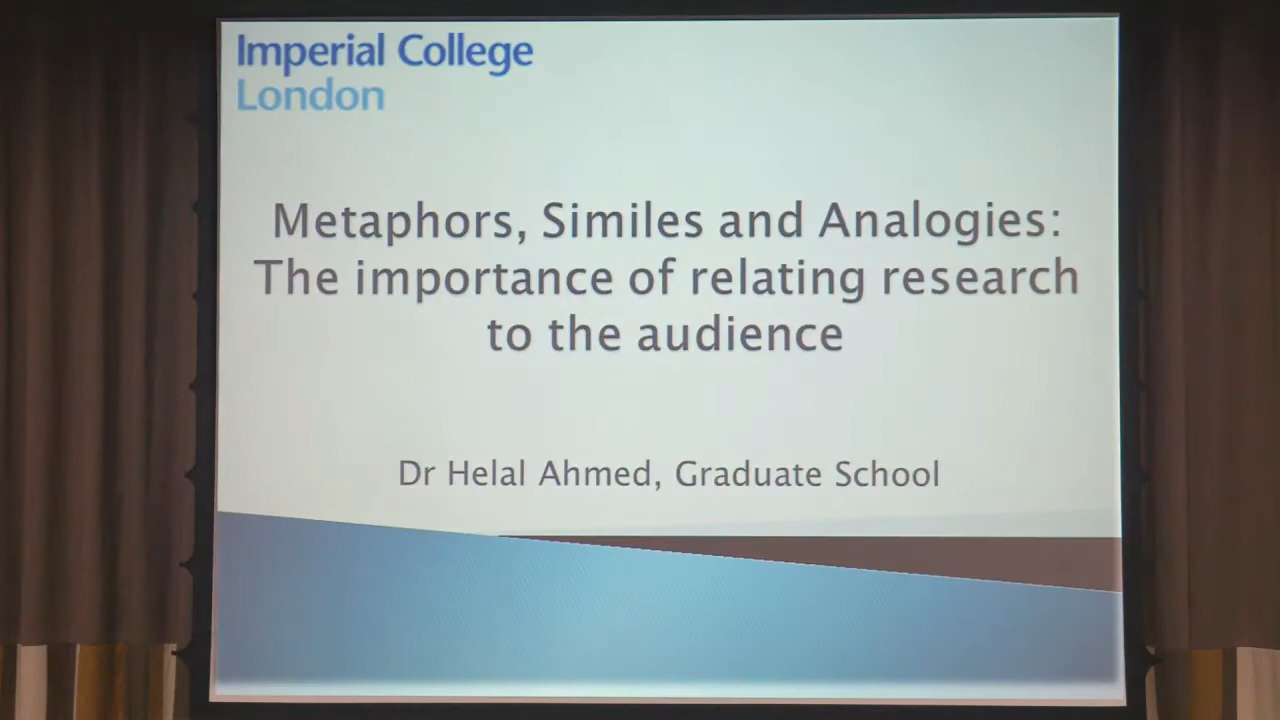 Imperial College
London
Metaphors, Similes and Analogies:
The importance of relating research
to the audience
Dr Helal Ahmed, Graduate School